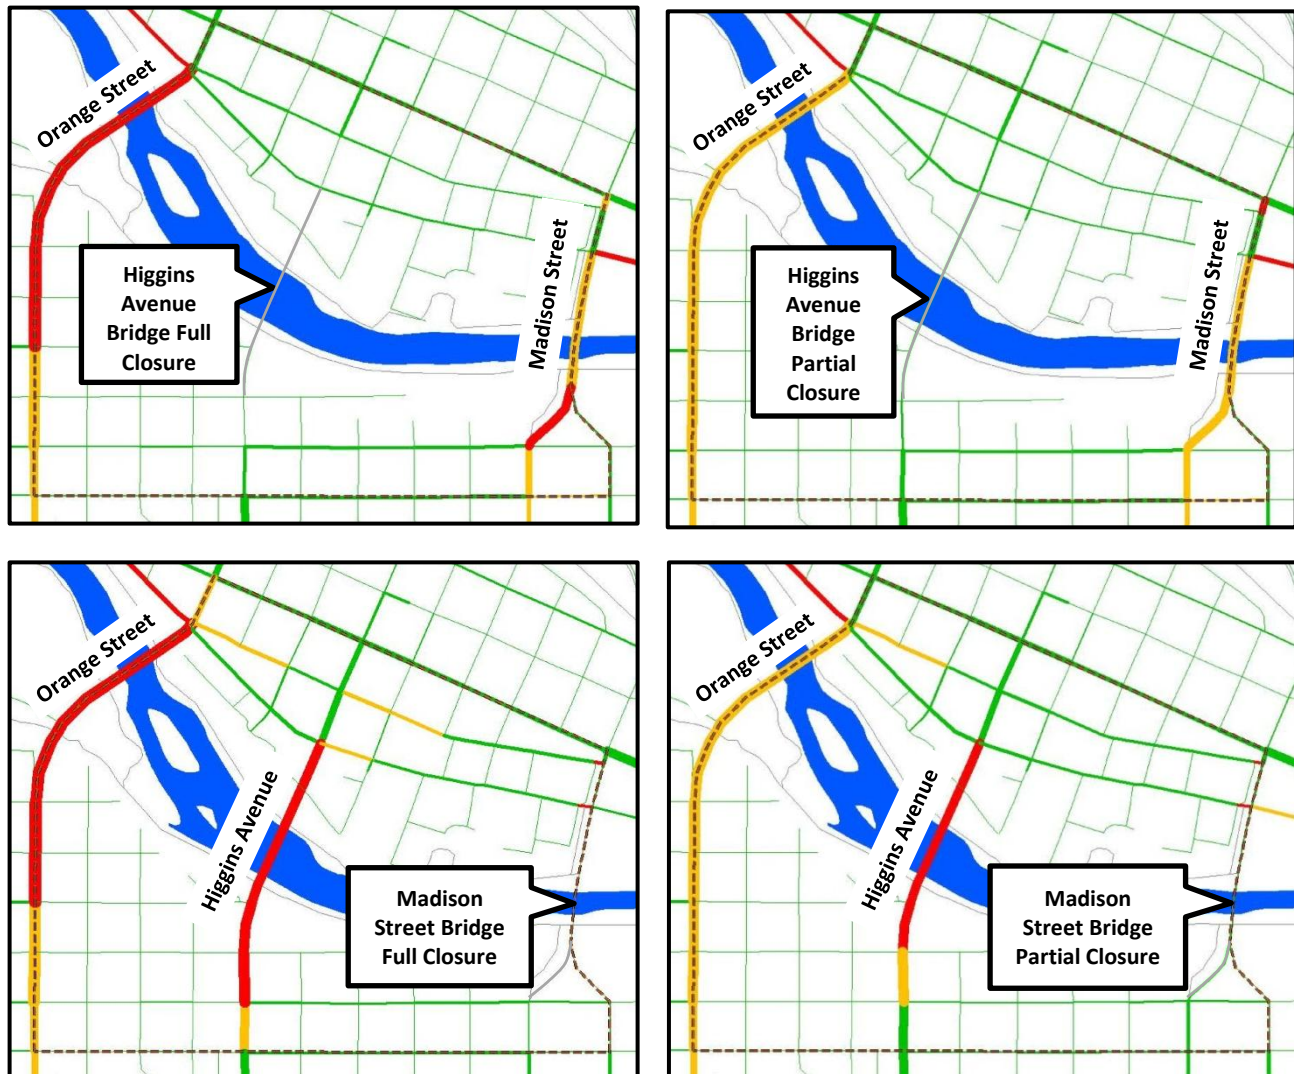 Orange Street
Higgins
Avenue
Bridge Full
Closure
Madison Street
Orange Street
Higgins
Avenue
Bridge
Partial
Closure
Madison Street
Orange Street
Higgins Avenue
Madison
Street Bridge
Full Closure
Orange Street
Higgins Avenue
Madison
Street Bridge
Partial Closure